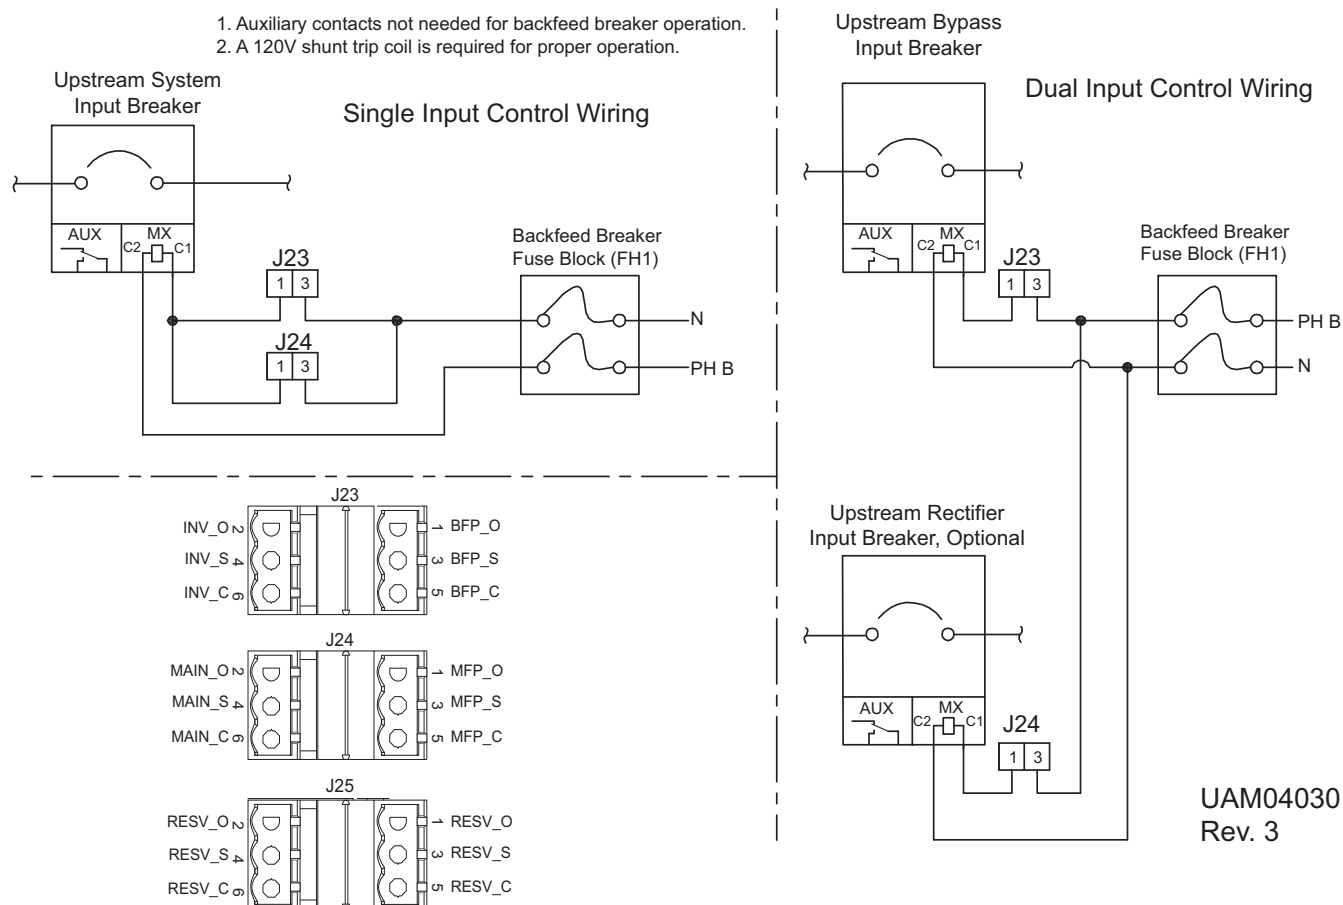 1. Auxiliary contacts not needed for backfeed breaker operation.
2. A 120V shunt trip coil is required for proper operation.
Upstream System
Input Breaker
Single Input Control Wiring
AUX
MX
C2
C1
J23
1 3
J24
1 3
Backfeed Breaker
Fuse Block (FH1)
N
PH B
Upstream Bypass
Input Breaker
Dual Input Control Wiring
AUX
MX
C2
C1
J23
1 3
Backfeed Breaker
Fuse Block (FH1)
PH B
N
Upstream Rectifier
Input Breaker, Optional
AUX
MX
C2
C1
J24
1 3
J23
INV_O 2 1 BFP_O
INV_S 4 3 BFP_S
INV_C 6 5 BFP_C
J24
MAIN_O 2 1 MFP_O
MAIN_S 4 3 MFP_S
MAIN_C 6 5 MFP_C
J25
RESV_O 2 1 RESV_O
RESV_S 4 3 RESV_S
RESV_C 6 5 RESV_C
UAM04030
Rev. 3